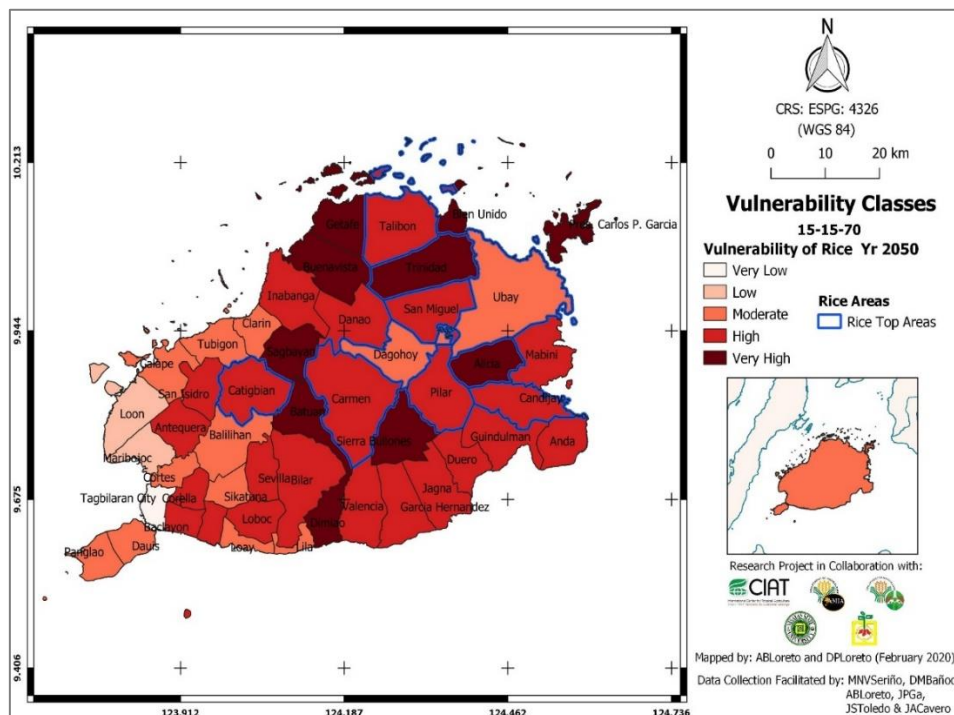 N
CRS: ESPG: 4326
(WGS 84)
0 10 20 km
Vulnerability Classes
15-15-70
Vulnerability of Rice Yr 2050
Very Low
Low
Moderate
High
Very High
Rice Areas
Rice Top Areas
10.213
9.944
9.675
9.406
123.912
124.187
124.462
124.736
Getafe
Talibon
Bien Unido
Pres. Carlos P. Garcia
Buenavista
Trinidad
Inabanga
Danao
San Miguel
Ubay
Clarin
Tubigon
Sagbayan
Dagohoy
Alicia
Mabini
Calape
San Isidro
Catigbian
Carmen
Pilar
Candijay
Loon
Antequera
Batuan
Balilihan
Sierra Bullones
Guindulman
Anda
Maribojoc
Cortes
Duero
Sevilla
Bilar
Jagna
Tagbilaran City
Corella
Sikatuna
Valencia
Garcia Hernandez
Baclayon
Loboc
Dimiao
Panglao
Dauis
Loay
Lila
Research Project in Collaboration with:
CIAT
Mapped by: ABLoreto and DPLoreto (February 2020)
Data Collection Facilitated by: MNVSeriño, DMBañoc
ABLoreto, JPGa,
JSToledo & JACavero